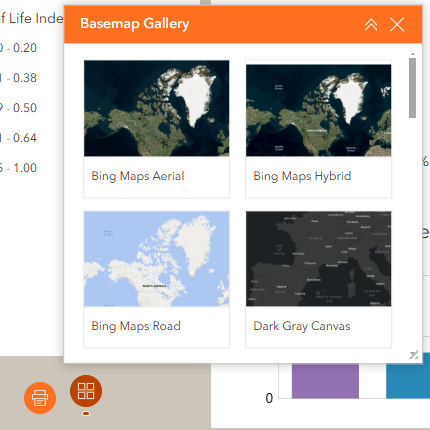 of Life Inde
0 - 0.20
1 - 0.38
9 - 0.50
1 - 0.64
5 - 1.00
Basemap Gallery
Bing Maps Aerial
Bing Maps Hybrid
NORTH AMERICA
Bing Maps Road
Dark Gray Canvas
%
e
0